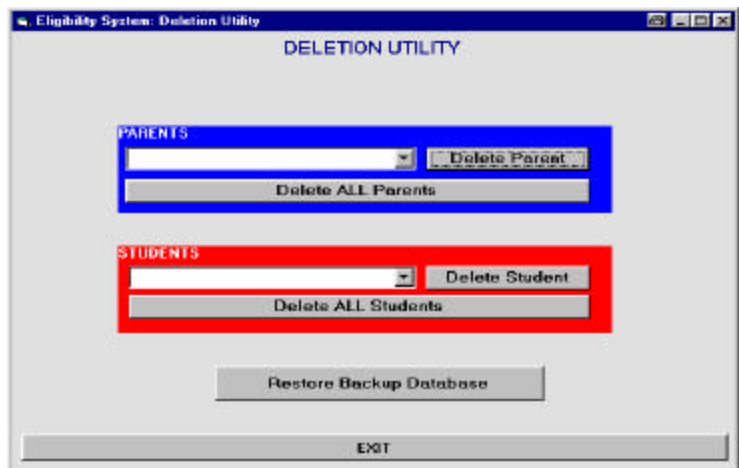 Eligibility System: Deletion Utility
DELETION UTILITY
PARENTS
Delete Parent
Delete ALL Parents
STUDENTS
Delete Student
Delete ALL Students
Restore Backup Database
EXIT